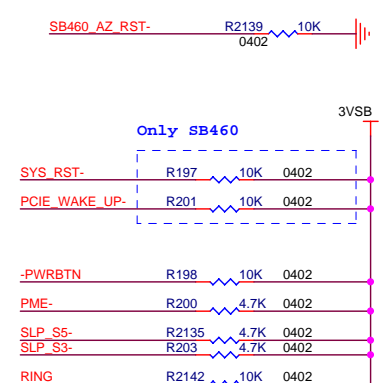 SB460_AZ_RST- R2139 10K
0402
3VSB
Only SB460
SYS_RST- R197 10K 0402
PCIE_WAKE_UP- R201 10K 0402
-PWRBTN R198 10K 0402
PME- R200 4.7K 0402
SLP_S5- R2135 4.7K 0402
SLP_S3- R203 4.7K 0402
RING R2142 10K 0402